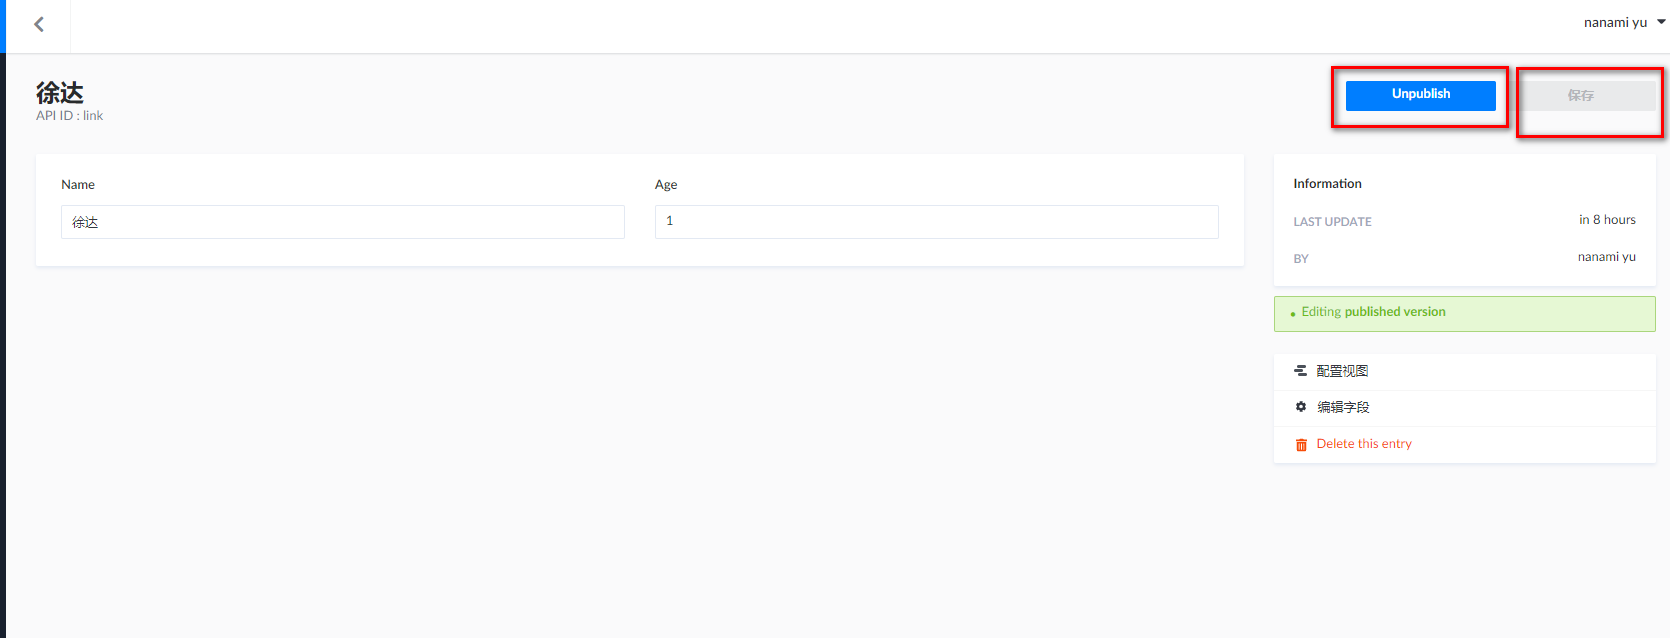 nanami yu
徐达
API ID : link
Unpublish
保存
Name
Age
徐达
1
Information
LAST UPDATE
in 8 hours
BY
nanami yu
Editing published version
配置视图
编辑字段
Delete this entry